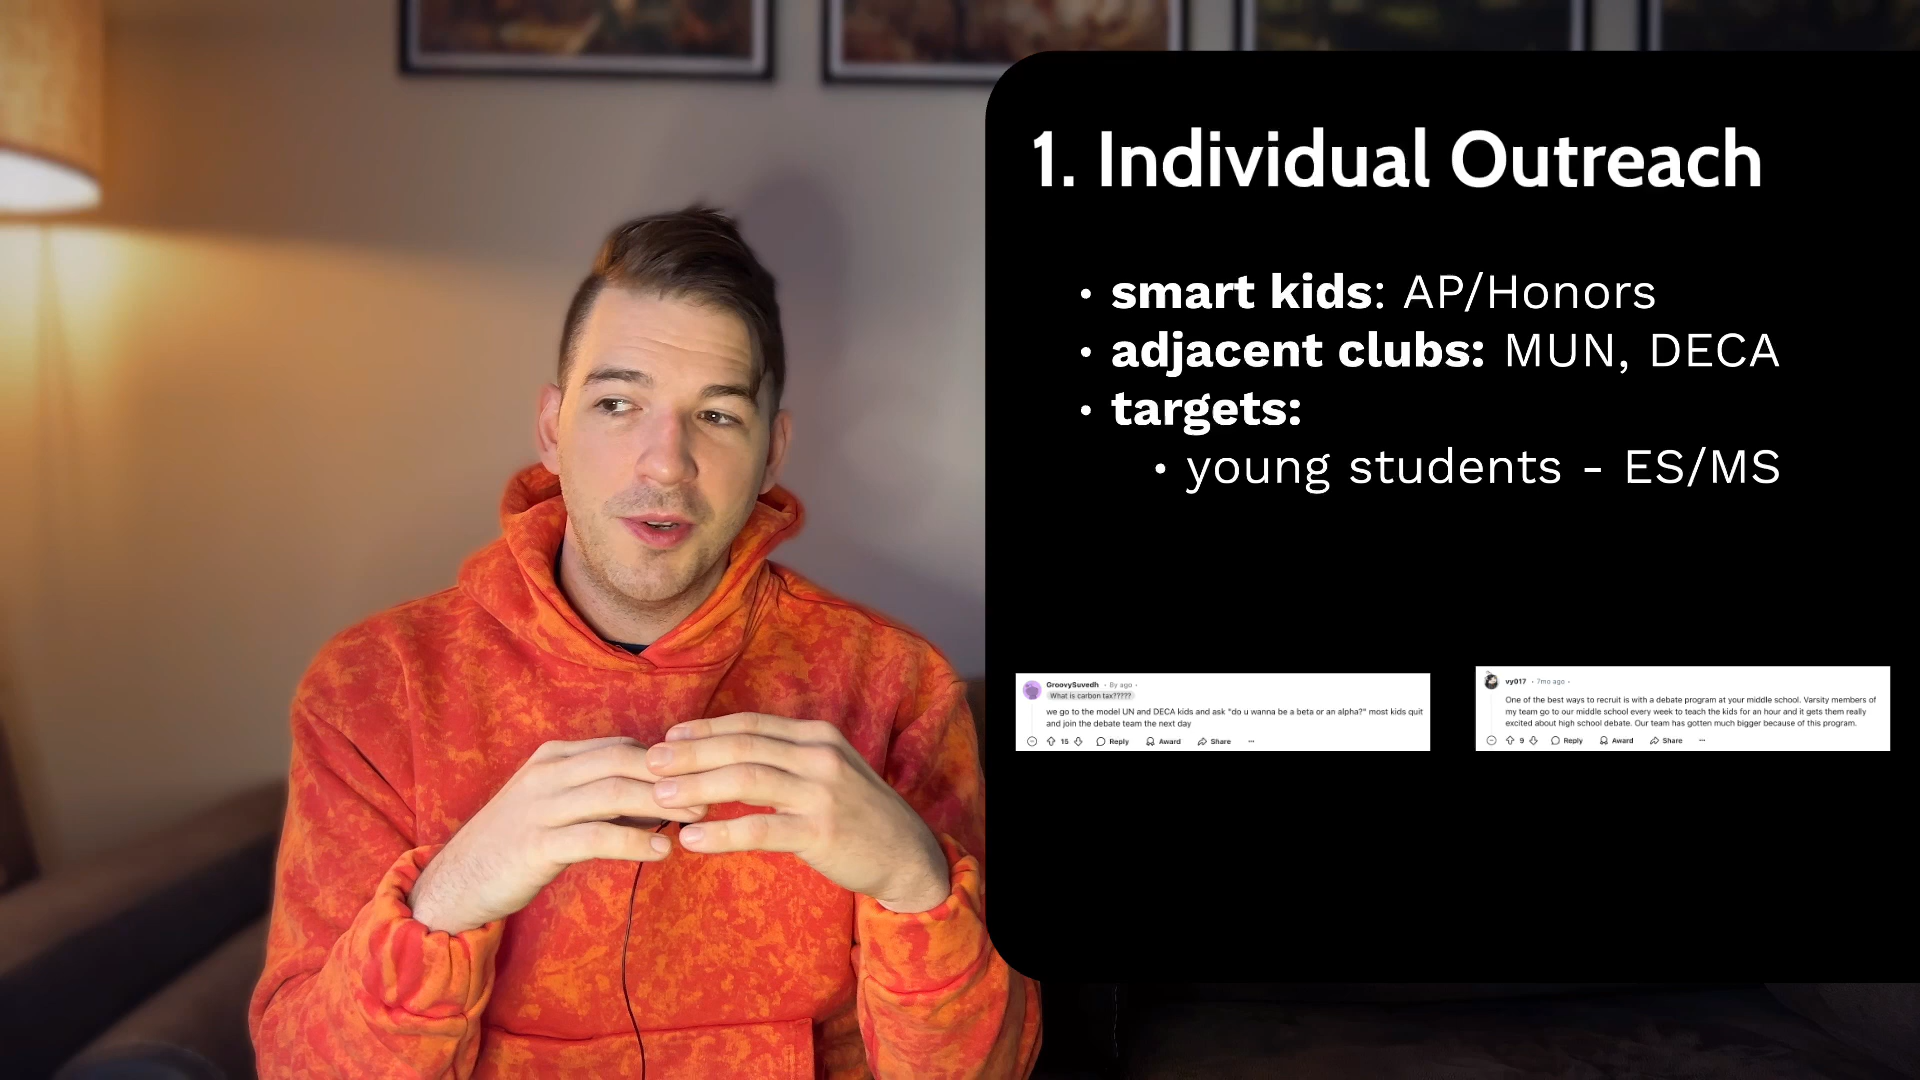 1. Individual Outreach
• smart kids: AP/Honors
• adjacent clubs: MUN, DECA
• targets:
• young students - ES/MS
GroovySuvedh • 8y ago •
What is carbon tax?????
we go to the model UN and DECA kids and ask "do u wanna be a beta or an alpha?" most kids quit
and join the debate team the next day
15 Reply Award Share ...
vy017 • 7mo ago •
One of the best ways to recruit is with a debate program at your middle school. Varsity members of
my team go to our middle school every week to teach the kids for an hour and it gets them really
excited about high school debate. Our team has gotten much bigger because of this program.
9 Reply Award Share ...